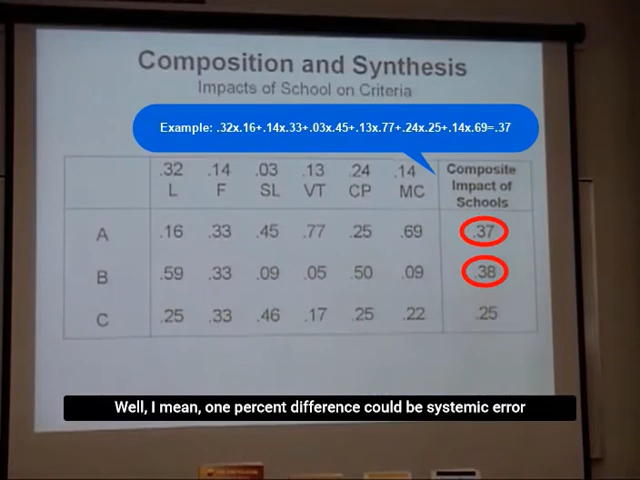 Composition and Synthesis
Impacts of School on Criteria
Example: .32x.16+.14x.33+.03x.45+.13x.77+.24x.25+.14x.69=.37
.32 .14 .03 .13 .24 .14 Composite Impact of Schools
L F SL VT CP MC
A .16 .33 .45 .77 .25 .69 .37
B .59 .33 .09 .05 .50 .09 .38
C .25 .33 .46 .17 .25 .22 .25
Well, I mean, one percent difference could be systemic error